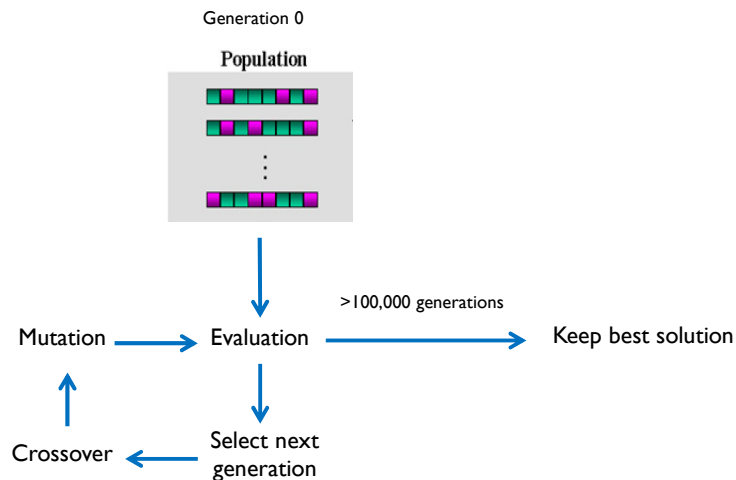 Generation 0
Population
>100,000 generations
Mutation
Evaluation
Keep best solution
Crossover
Select next
generation